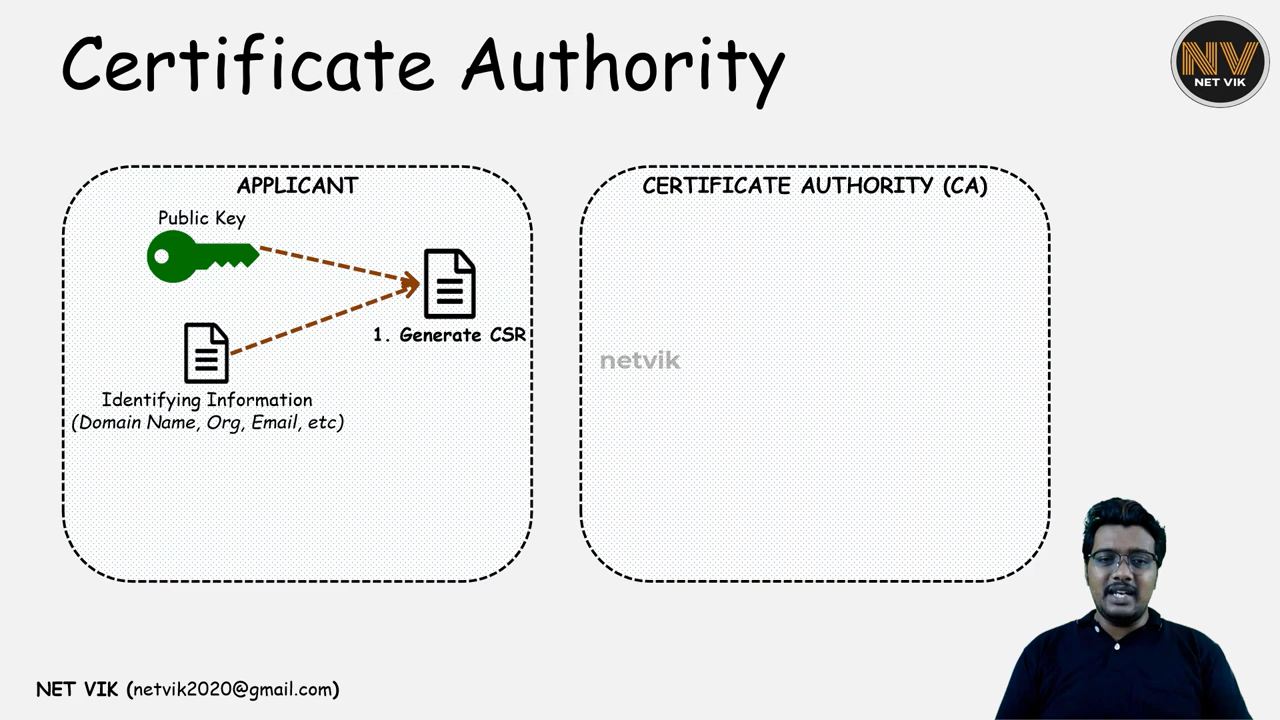 Certificate Authority
NV
NET VIK
APPLICANT
Public Key
1. Generate CSR
Identifying Information
(Domain Name, Org, Email, etc)
CERTIFICATE AUTHORITY (CA)
netvik
NET VIK (netvik2020@gmail.com)